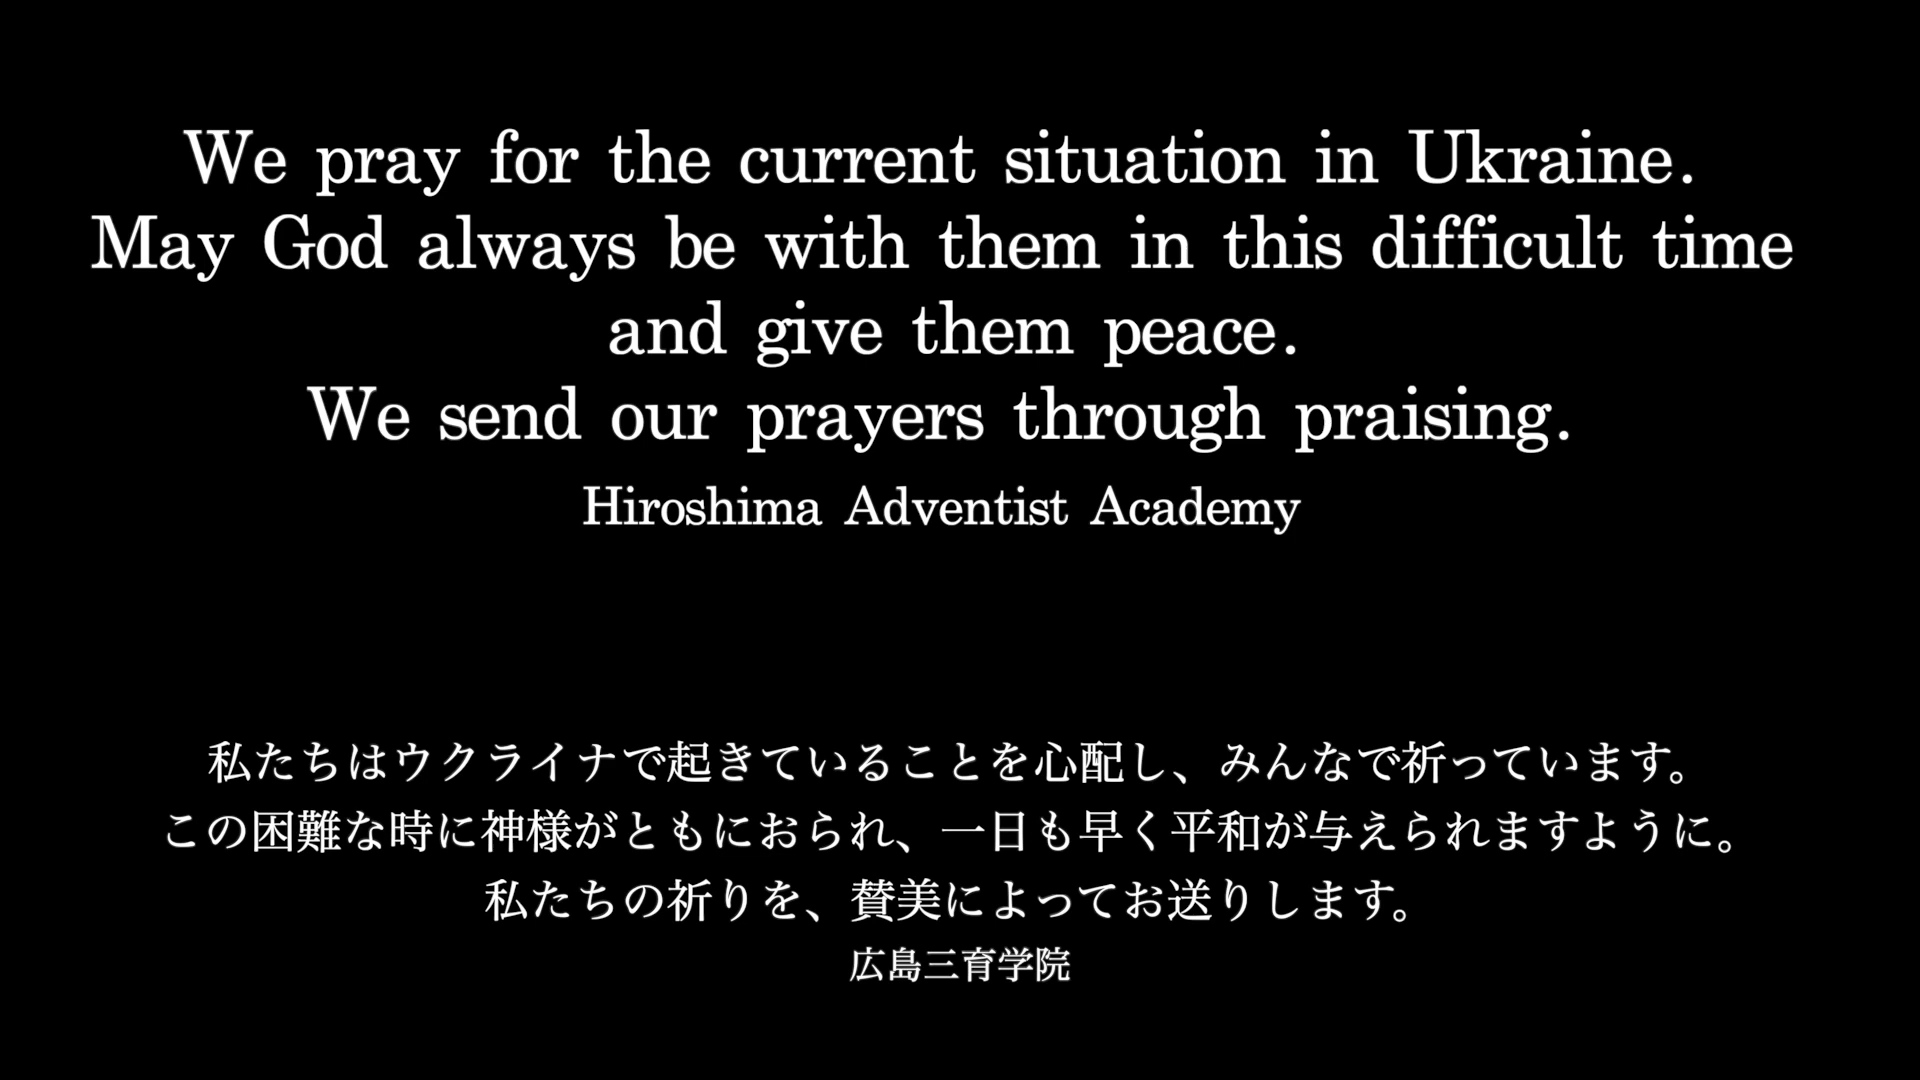 We pray for the current situation in Ukraine.
May God always be with them in this difficult time
and give them peace.
We send our prayers through praising.
Hiroshima Adventist Academy
私たちはウクライナで起きていることを心配し、みんなで祈っています。
この困難な時に神様がともにおられ、一日も早く平和が与えられますように。
私たちの祈りを、賛美によってお送りします。
広島三育学院